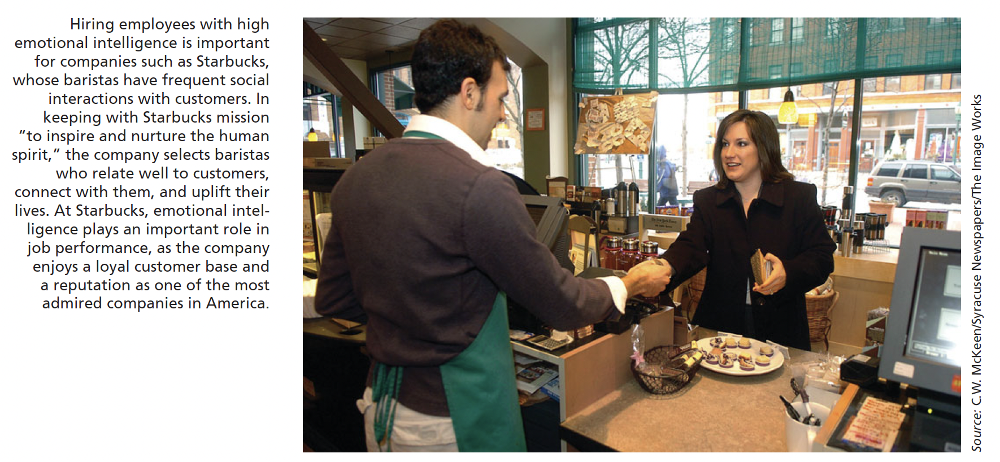 Hiring employees with high
emotional intelligence is important
for companies such as Starbucks,
whose baristas have frequent social
interactions with customers. In
keeping with Starbucks mission
“to inspire and nurture the human
spirit,” the company selects baristas
who relate well to customers,
connect with them, and uplift their
lives. At Starbucks, emotional intel-
ligence plays an important role in
job performance, as the company
enjoys a loyal customer base and
a reputation as one of the most
admired companies in America.
Source: C.W. McKeen/Syracuse Newspapers/The Image Works